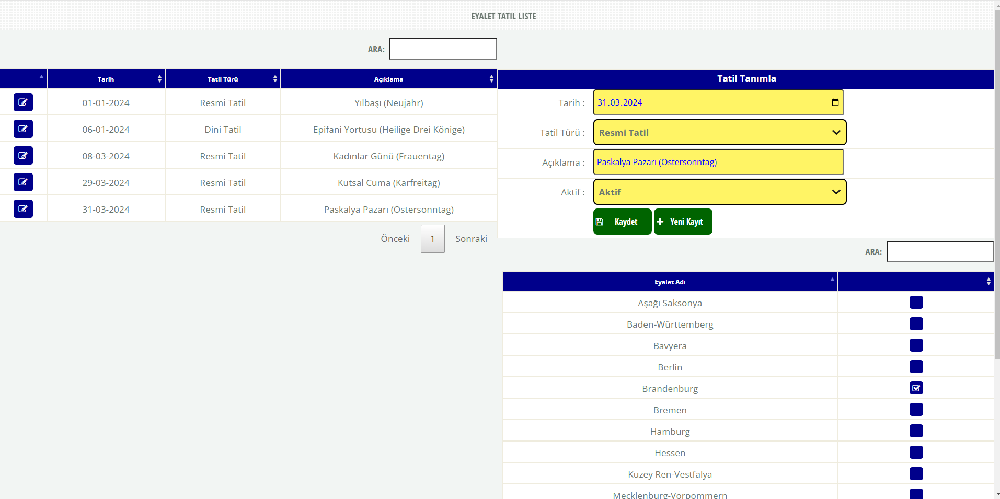 EYALET TATIL LISTE
ARA:
Tarih Tatil Türü Açıklama
01-01-2024 Resmi Tatil Yılbaşı (Neujahr)
06-01-2024 Dini Tatil Epifani Yortusu (Heilige Drei Könige)
08-03-2024 Resmi Tatil Kadınlar Günü (Frauentag)
29-03-2024 Resmi Tatil Kutsal Cuma (Karfreitag)
31-03-2024 Resmi Tatil Paskalya Pazarı (Ostersonntag)
Önceki 1 Sonraki
Tatil Tanımla
Tarih : 31.03.2024
Tatil Türü : Resmi Tatil
Açıklama : Paskalya Pazarı (Ostersonntag)
Aktif : Aktif
Kaydet Yeni Kayıt
ARA:
Eyalet Adı
Aşağı Saksonya
Baden-Württemberg
Bavyera
Berlin
Brandenburg
Bremen
Hamburg
Hessen
Kuzey Ren-Vestfalya
Mecklenburg-Vorpommern